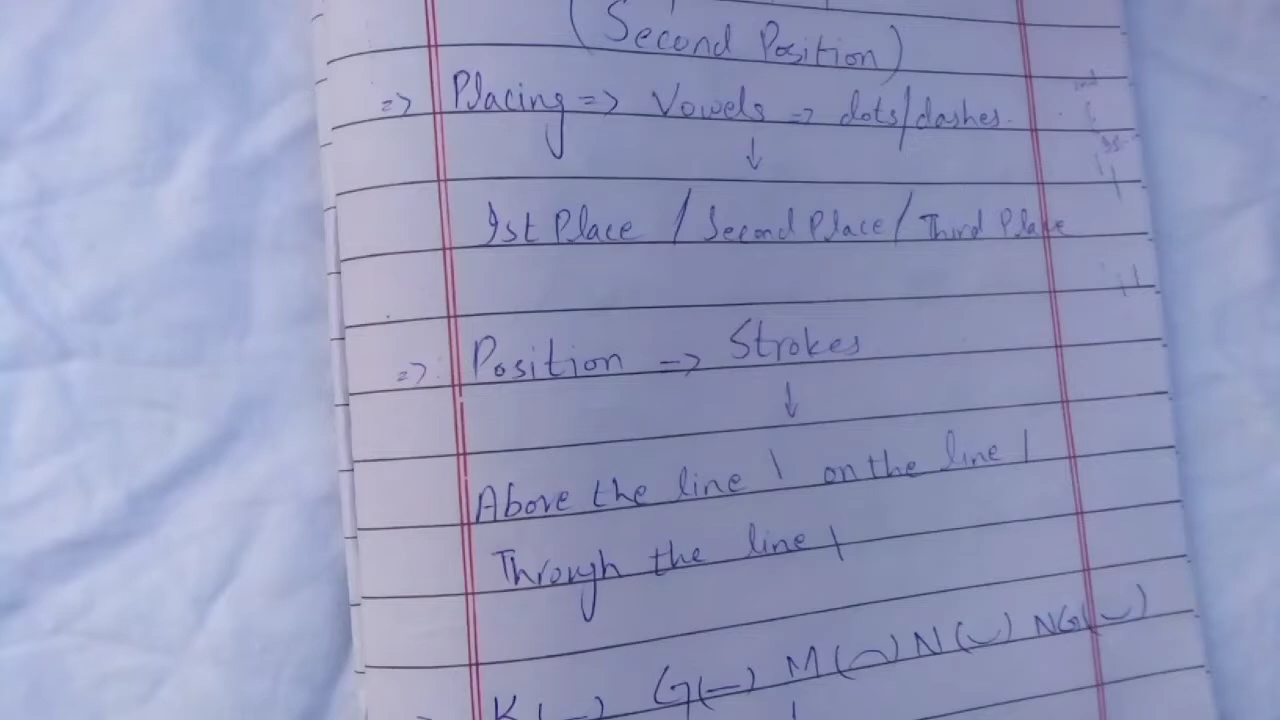 (Second Position)
=> Placing => Vowels => dots/dashes.
↓
1st Place / Second Place / Third Place
=> Position => Strokes
↓
Above the line \ on the line /
Through the line \
K (—) G(—) M (⌒) N (⌣) NG(⌣)